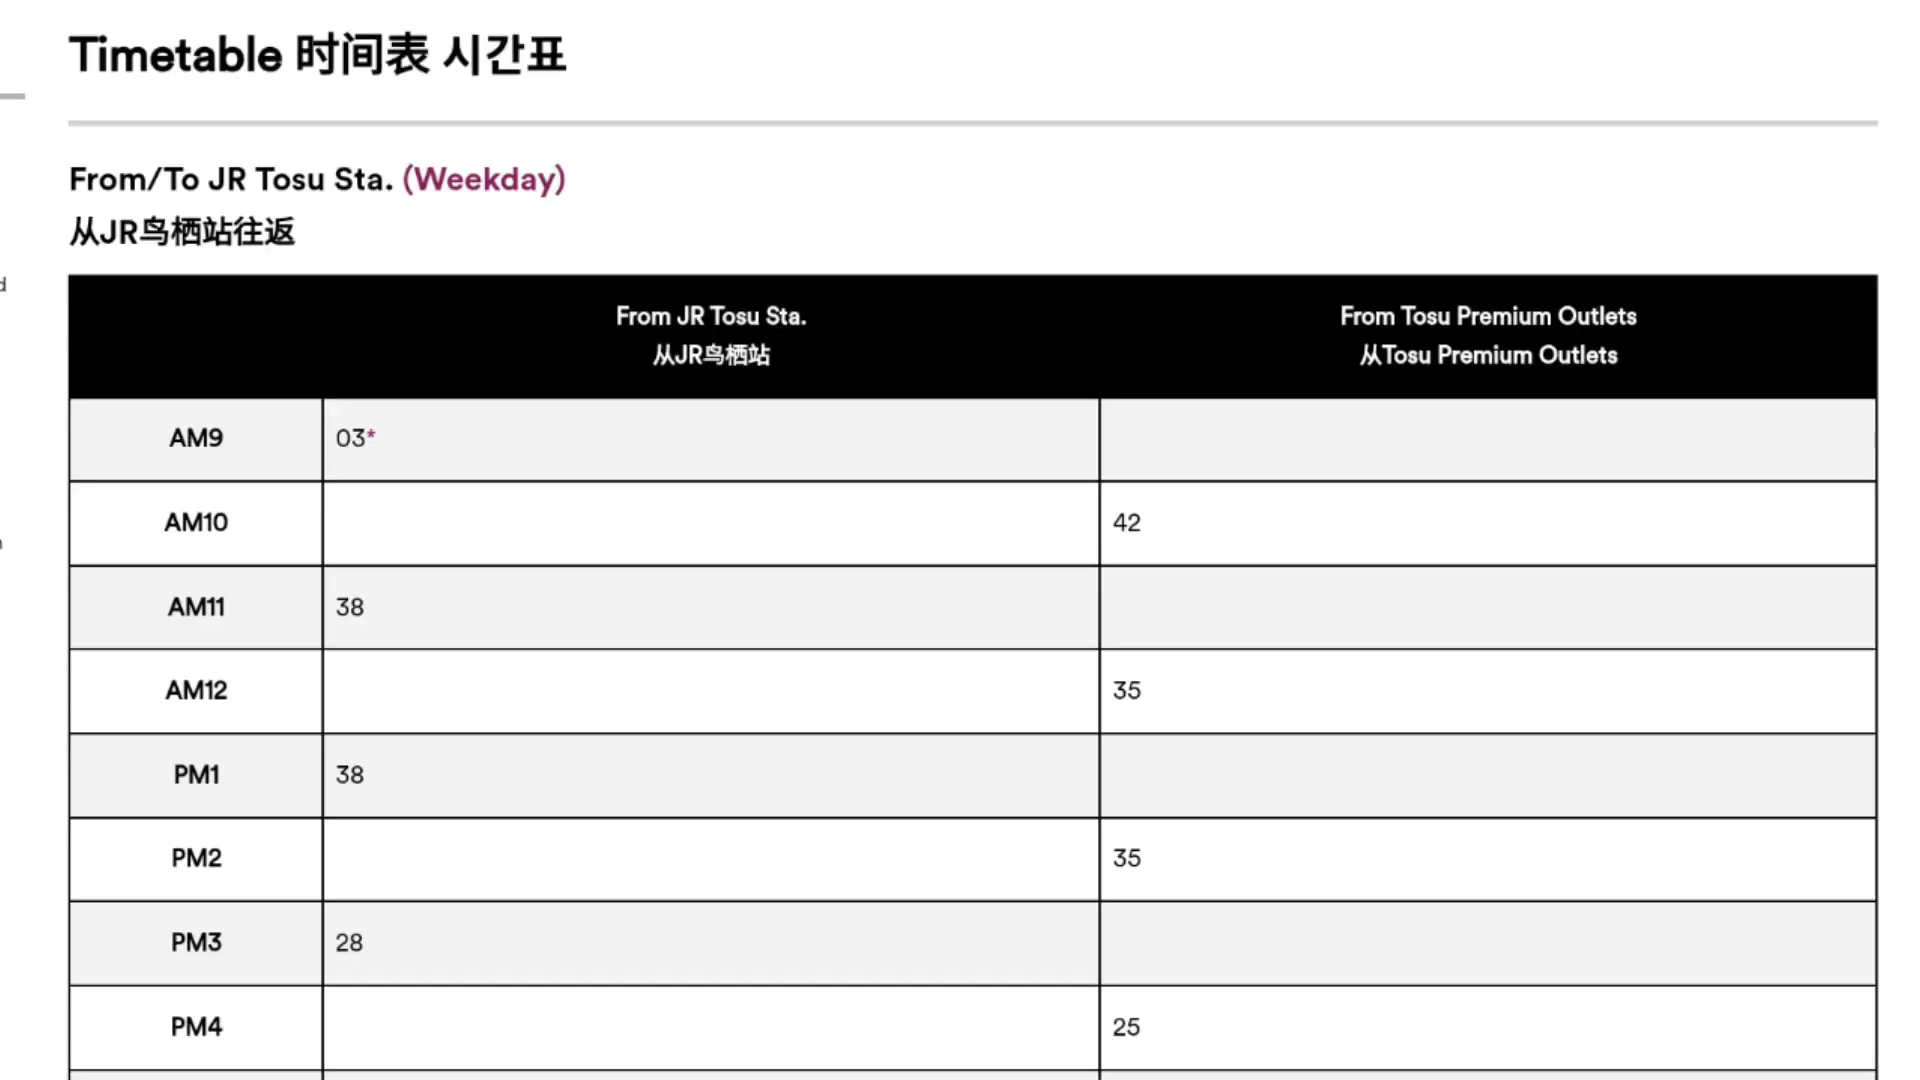 Timetable 时间表 시간표
From/To JR Tosu Sta. (Weekday)
从JR鸟栖站往返
From JR Tosu Sta.
从JR鸟栖站
From Tosu Premium Outlets
从Tosu Premium Outlets
AM9 03*
AM10 42
AM11 38
AM12 35
PM1 38
PM2 35
PM3 28
PM4 25